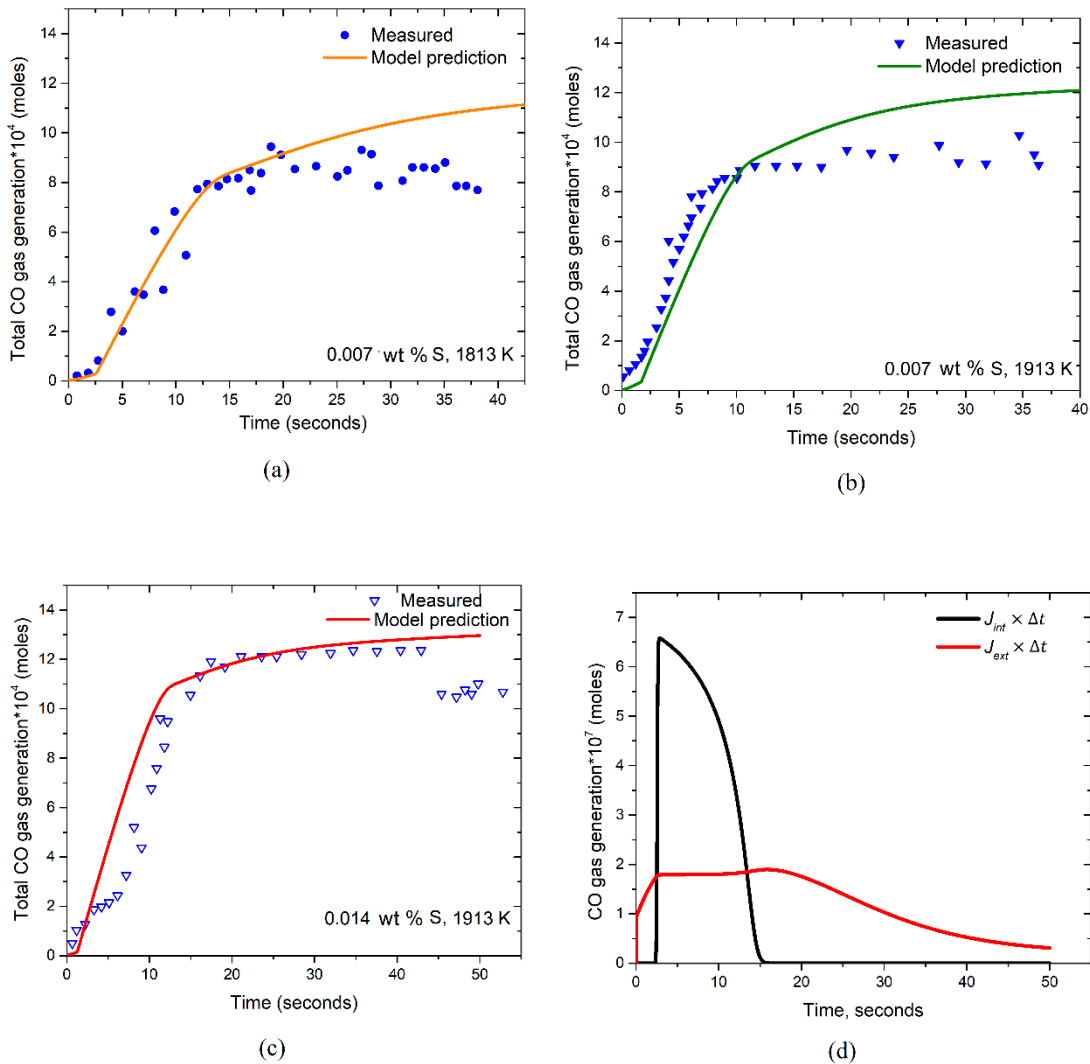 14
12
10
8
6
4
2
0
Total CO gas generation*10⁴ (moles)
Measured
Model prediction
0.007 wt % S, 1813 K
0 5 10 15 20 25 30 35 40
Time (seconds)
(a)
14
12
10
8
6
4
2
0
Total CO gas generation*10⁴ (moles)
Measured
Model prediction
0.007 wt % S, 1913 K
0 5 10 15 20 25 30 35 40
Time (seconds)
(b)
14
12
10
8
6
4
2
0
Total CO gas generation*10⁴ (moles)
Measured
Model prediction
0.014 wt % S, 1913 K
0 10 20 30 40 50
Time (seconds)
(c)
7
6
5
4
3
2
1
0
CO gas generation*10⁷ (moles)
J_int × Δt
J_ext × Δt
0 10 20 30 40 50
Time, seconds
(d)